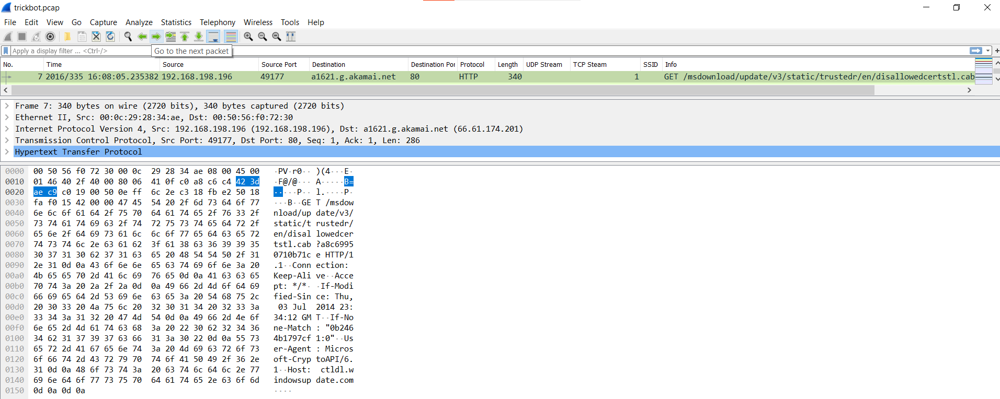 trickbot.pcap
File Edit View Go Capture Analyze Statistics Telephony Wireless Tools Help
Apply a display filter ... <Ctrl-/>
Go to the next packet
No. Time Source Source Port Destination Destination Por Protocol Length UDP Stream TCP Steam SSID Info
7 2016/335 16:08:05.235382 192.168.198.196 49177 a1621.g.akamai.net 80 HTTP 340 1 GET /msdownload/update/v3/static/trustedr/en/disallowedcertstl.cab
Frame 7: 340 bytes on wire (2720 bits), 340 bytes captured (2720 bits)
Ethernet II, Src: 00:0c:29:28:34:ae, Dst: 00:50:56:f0:72:30
Internet Protocol Version 4, Src: 192.168.198.196 (192.168.198.196), Dst: a1621.g.akamai.net (66.61.174.201)
Transmission Control Protocol, Src Port: 49177, Dst Port: 80, Seq: 1, Ack: 1, Len: 286
Hypertext Transfer Protocol
0000 00 50 56 f0 72 30 00 0c 29 28 34 ae 08 00 45 00 ·PV·r0·· )(4···E·
0010 01 46 40 2f 40 00 80 06 41 0f c0 a8 c6 c4 42 3d ·F@/@··· A·····B=
0020 ae c9 c0 19 00 50 0e ff 6c 2e c3 18 fb e2 50 18 ·····P·· l.····P·
0030 fa f0 15 42 00 00 47 45 54 20 2f 6d 73 64 6f 77 ···B··GE T /msdow
0040 6e 6c 6f 61 64 2f 75 70 64 61 74 65 2f 76 33 2f nload/up date/v3/
0050 73 74 61 74 69 63 2f 74 72 75 73 74 65 64 72 2f static/t rustedr/
0060 65 6e 2f 64 69 73 61 6c 6c 6f 77 65 64 63 65 72 en/disal lowedcer
0070 74 73 74 6c 2e 63 61 62 3f 61 38 63 36 39 39 35 tstl.cab ?a8c6995
0080 30 37 31 30 62 37 31 63 65 20 48 54 54 50 2f 31 0710b71c e HTTP/1
0090 2e 31 0d 0a 43 6f 6e 6e 65 63 74 69 6f 6e 3a 20 .1··Conn ection:
00a0 4b 65 65 70 2d 41 6c 69 76 65 0d 0a 41 63 63 65 Keep-Ali ve··Acce
00b0 70 74 3a 20 2a 2f 2a 0d 0a 49 66 2d 4d 6f 64 69 pt: */*· ·If-Modi
00c0 66 69 65 64 2d 53 69 6e 63 65 3a 20 54 68 75 2c fied-Sin ce: Thu,
00d0 20 30 33 20 4a 75 6c 20 32 30 31 34 20 32 33 3a 03 Jul 2014 23:
00e0 33 34 3a 31 32 20 47 4d 54 0d 0a 49 66 2d 4e 6f 34:12 GM T··If-No
00f0 6e 65 2d 4d 61 74 63 68 3a 20 22 30 62 32 34 36 ne-Match : "0b246
0100 34 62 31 37 39 37 63 66 31 3a 30 22 0d 0a 55 73 4b1797cf 1:0"··Us
0110 65 72 2d 41 67 65 6e 74 3a 20 4d 69 63 72 6f 73 er-Agent : Micros
0120 6f 66 74 2d 43 72 79 70 74 6f 41 50 49 2f 36 2e oft-Cryp toAPI/6.
0130 31 0d 0a 48 6f 73 74 3a 20 63 74 6c 64 6c 2e 77 1··Host: ctldl.w
0140 69 6e 64 6f 77 73 75 70 64 61 74 65 2e 63 6f 6d indowsup date.com
0150 0d 0a 0d 0a ····